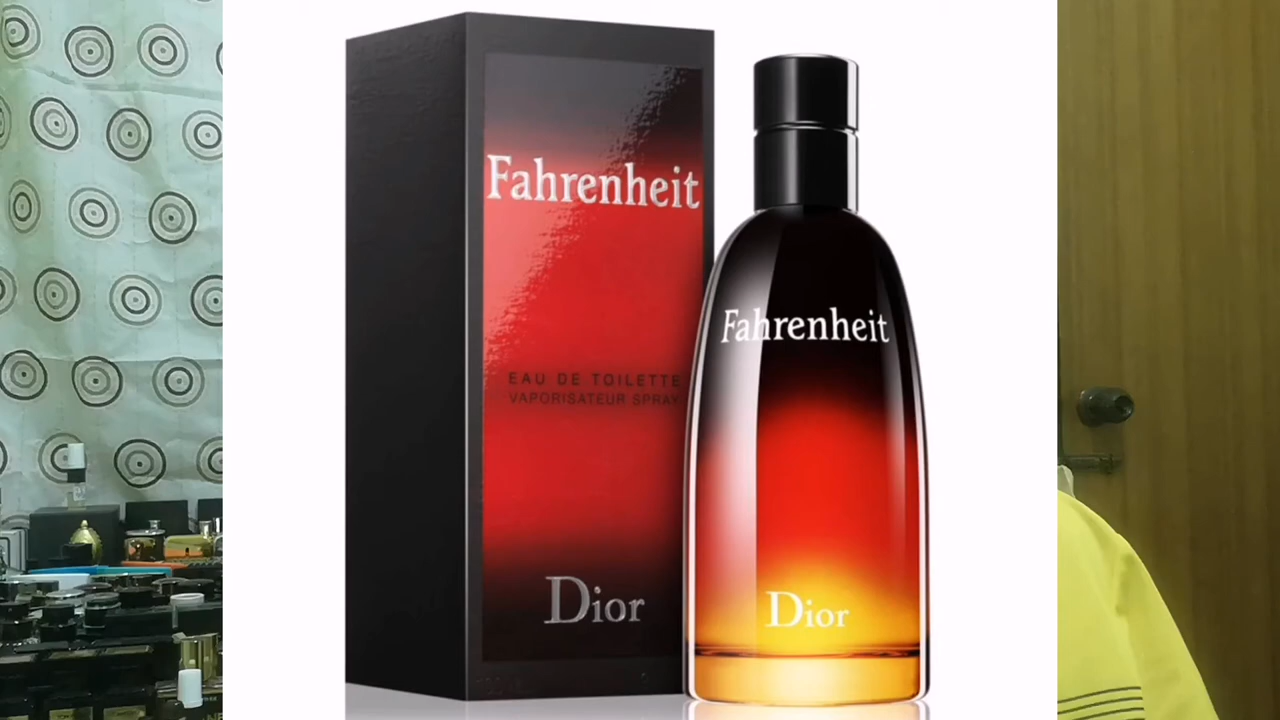 Fahrenheit
EAU DE TOILETTE
VAPORISATEUR SPRAY
Dior
Fahrenheit
Dior